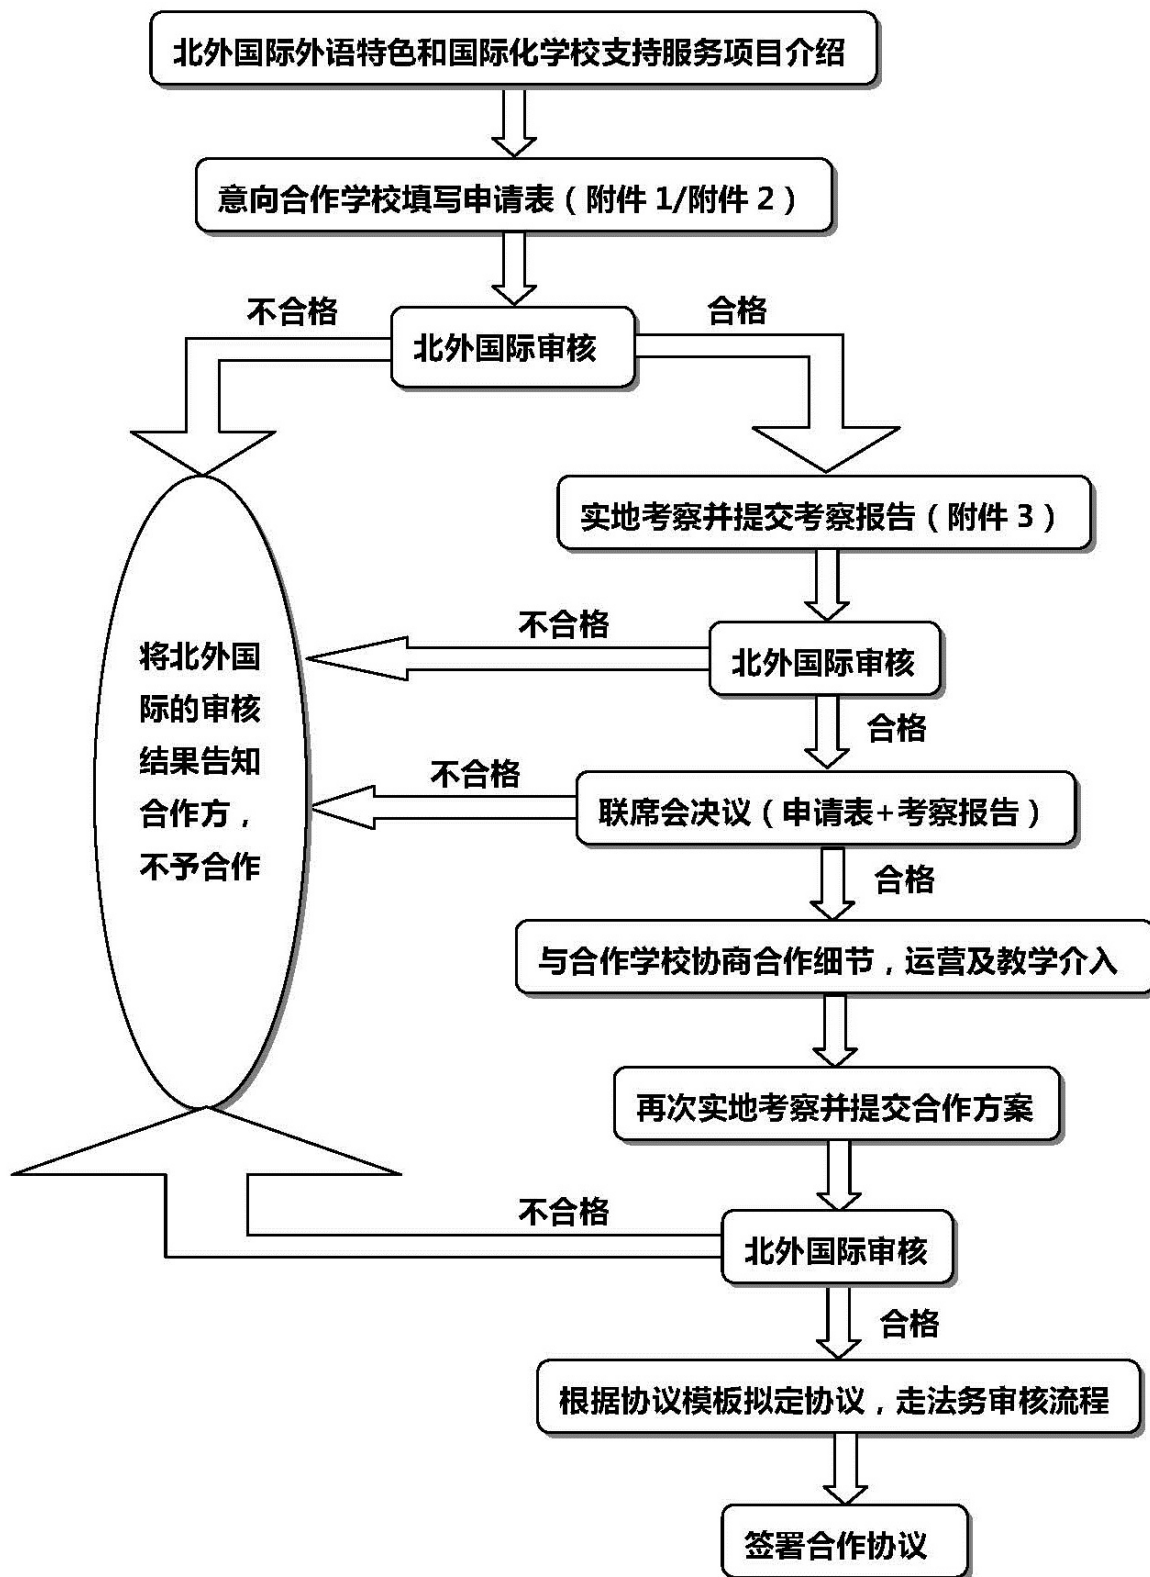 北外国际外语特色和国际化学校支持服务项目介绍
意向合作学校填写申请表（附件 1/附件 2）
不合格
合格
北外国际审核
实地考察并提交考察报告（附件 3）
不合格
北外国际审核
合格
将北外国
际的审核
结果告知
合作方，
不予合作
不合格
联席会决议（申请表+考察报告）
合格
与合作学校协商合作细节，运营及教学介入
再次实地考察并提交合作方案
不合格
北外国际审核
合格
根据协议模板拟定协议，走法务审核流程
签署合作协议